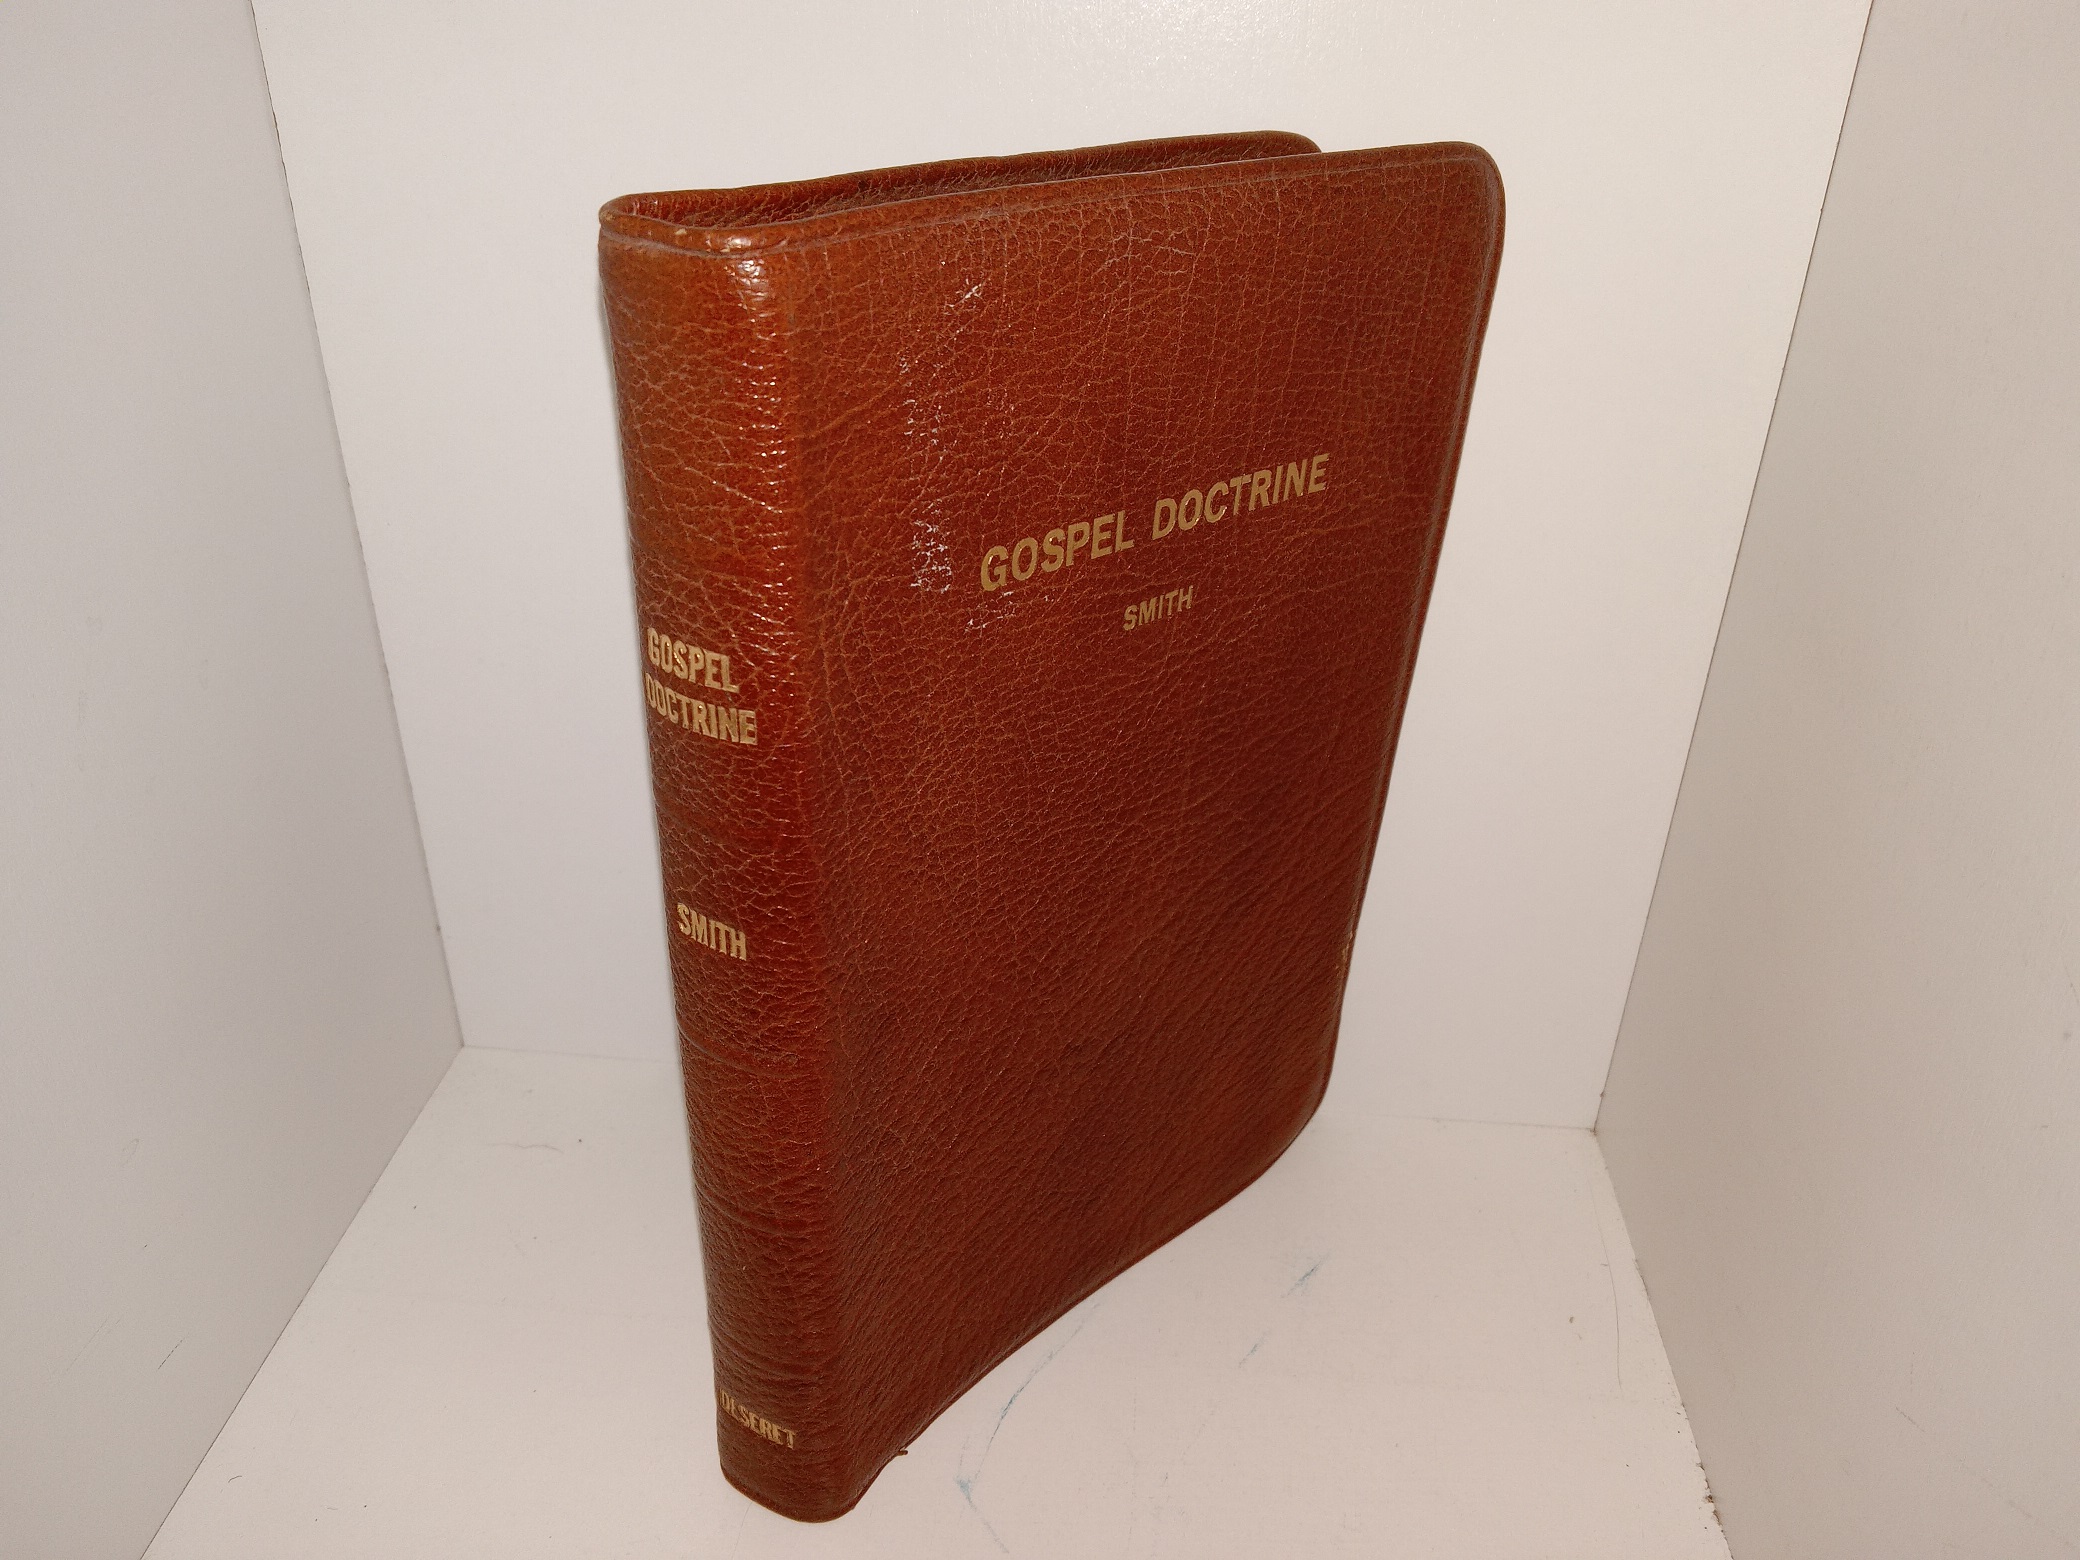 GOSPEL DOCTRINE
SMITH
GOSPEL
DOCTRINE
SMITH
DESERET